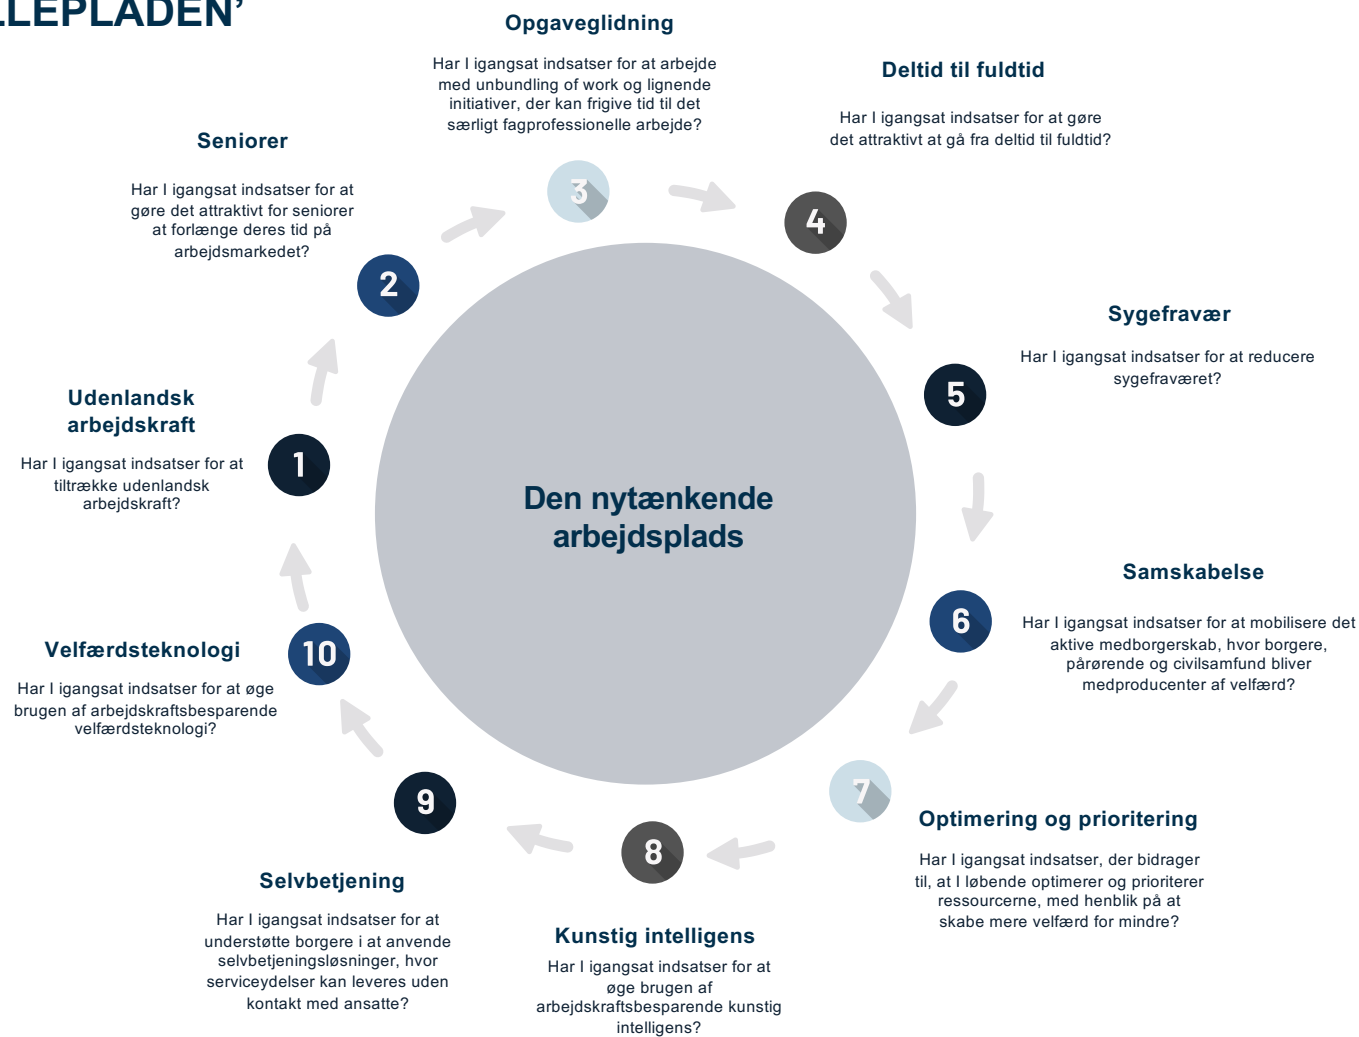 LLEPLADEN’
Opgaveglidning
Har I igangsat indsatser for at arbejde
med unbundling of work og lignende
initiativer, der kan frigive tid til det
særligt fagprofessionelle arbejde?
3
Deltid til fuldtid
Har I igangsat indsatser for at gøre
det attraktivt at gå fra deltid til fuldtid?
4
Seniorer
Har I igangsat indsatser for at
gøre det attraktivt for seniorer
at forlænge deres tid på
arbejdsmarkedet?
2
Sygefravær
Har I igangsat indsatser for at reducere
sygefraværet?
5
Udenlandsk
arbejdskraft
Har I igangsat indsatser for at
tiltrække udenlandsk
arbejdskraft?
1
Den nytænkende
arbejdsplads
Samskabelse
Har I igangsat indsatser for at mobilisere det
aktive medborgerskab, hvor borgere,
pårørende og civilsamfund bliver
medproducenter af velfærd?
6
Velfærdsteknologi
Har I igangsat indsatser for at øge
brugen af arbejdskraftsbesparende
velfærdsteknologi?
10
7
Optimering og prioritering
Har I igangsat indsatser, der bidrager
til, at I løbende optimerer og prioriterer
ressourcerne, med henblik på at
skabe mere velfærd for mindre?
9
Selvbetjening
Har I igangsat indsatser for at
understøtte borgere i at anvende
selvbetjeningsløsninger, hvor
serviceydelser kan leveres uden
kontakt med ansatte?
8
Kunstig intelligens
Har I igangsat indsatser for at
øge brugen af
arbejdskraftsbesparende kunstig
intelligens?